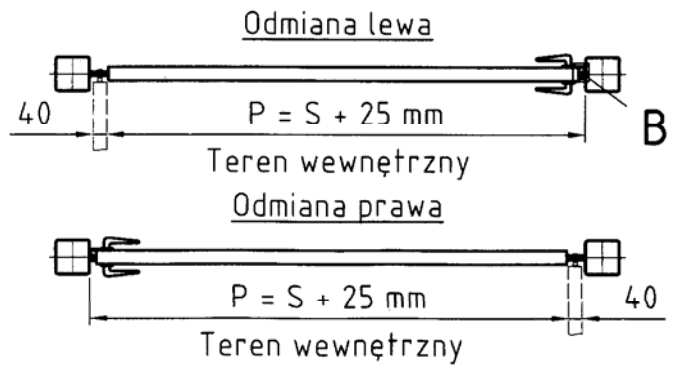 Odmiana lewa
40 P = S + 25 mm B
Teren wewnętrzny
Odmiana prawa
P = S + 25 mm 40
Teren wewnętrzny